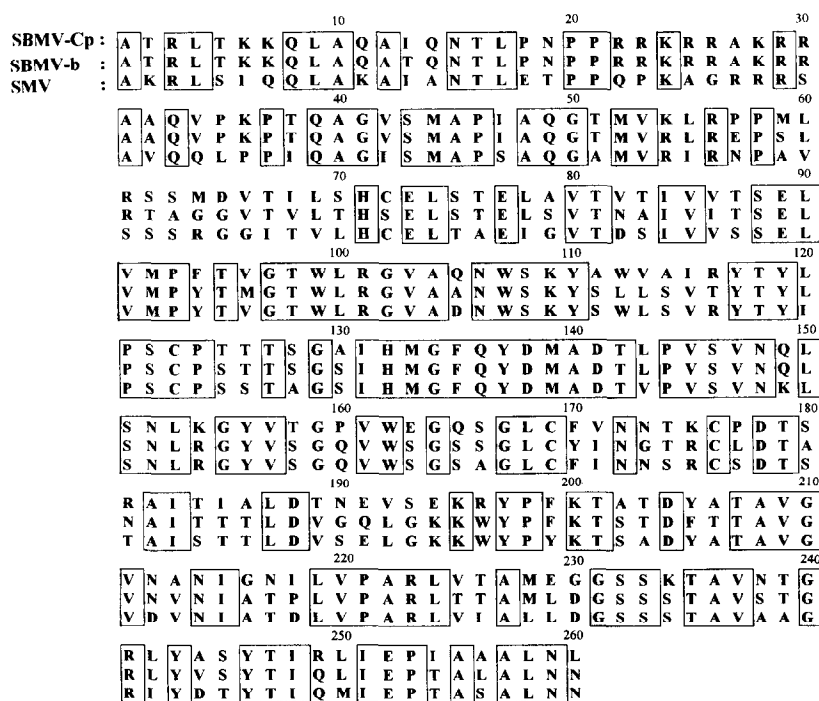 10 20 30
SBMV-Cp : A T R L T K K Q L A Q A I Q N T L P N P P R R K R R A K R R
SBMV-b : A T R L T K K Q L A Q A T Q N T L P N P P R R K R R A K R R
SMV : A K R L S I Q Q L A K A I A N T L E T P P Q P K A G R R R S
40 50 60
A A Q V P K P T Q A G V S M A P I A Q G T M V K L R P P M L
A A Q V P K P T Q A G V S M A P I A Q G T M V R L R E P S L
A V Q Q L P P I Q A G I S M A P S A Q G A M V R I R N P A V
70 80 90
R S S M D V T I L S H C E L S T E L A V T V T I V V T S E L
R T A G G V T V L T H S E L S T E L S V T N A I V I T S E L
S S S R G G I T V L H C E L T A E I G V T D S I V V S S E L
100 110 120
V M P F T V G T W L R G V A Q N W S K Y A W V A I R Y T Y L
V M P Y T M G T W L R G V A A N W S K Y S L L S V T Y T Y L
V M P Y T V G T W L R G V A D N W S K Y S W L S V R Y T Y I
130 140 150
P S C P T T T S G A I H M G F Q Y D M A D T L P V S V N Q L
P S C P S T T S G S I H M G F Q Y D M A D T L P V S V N Q L
P S C P S S T A G S I H M G F Q Y D M A D T V P V S V N K L
160 170 180
S N L K G Y V T G P V W E G Q S G L C F V N N T K C P D T S
S N L R G Y V S G Q V W S G S S G L C Y I N G T R C L D T A
S N L R G Y V S G Q V W S G S A G L C F I N N S R C S D T S
190 200 210
R A I T I A L D T N E V S E K R Y P F K T A T D Y A T A V G
N A I T T T L D V G Q L G K K W Y P F K T S T D F T T A V G
T A I S T T L D V S E L G K K W Y P Y K T S A D Y A T A V G
220 230 240
V N A N I G N I L V P A R L V T A M E G G S S K T A V N T G
V N V N I A T P L V P A R L T T A M L D G S S S T A V S T G
V D V N I A T D L V P A R L V I A L L D G S S S T A V A A G
250 260
R L Y A S Y T I R L I E P I A A A L N L
R L Y V S Y T I Q L I E P T A L A L N N
R I Y D T Y T I Q M I E P T A S A L N N